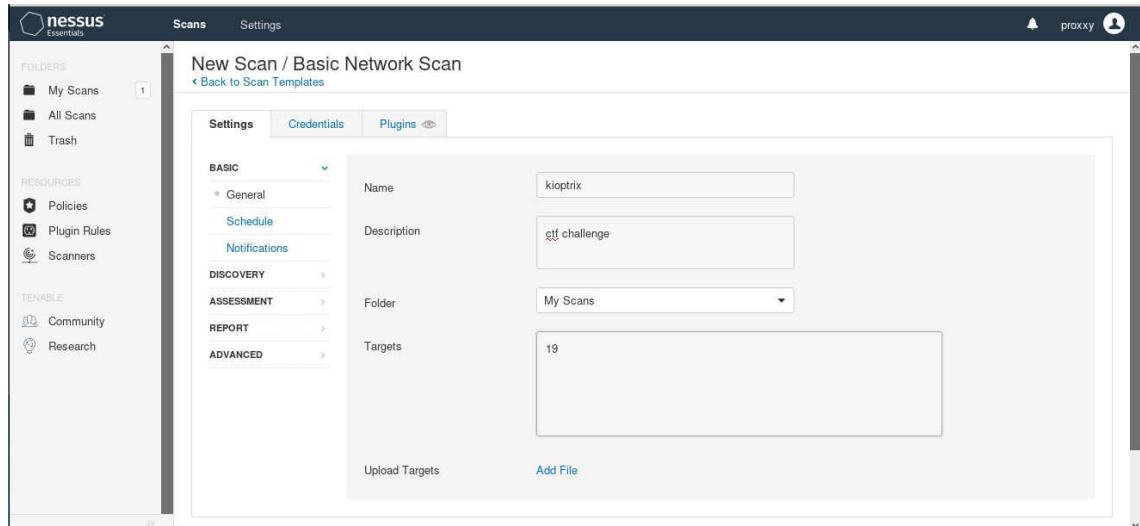 nessus
Essentials
Scans
Settings
proxxy
FOLDERS
My Scans
1
All Scans
Trash
RESOURCES
Policies
Plugin Rules
Scanners
TENABLE
Community
Research
New Scan / Basic Network Scan
Back to Scan Templates
Settings
Credentials
Plugins
BASIC
General
Schedule
Notifications
DISCOVERY
ASSESSMENT
REPORT
ADVANCED
Name
kioptrix
Description
ctf challenge
Folder
My Scans
Targets
19
Upload Targets
Add File